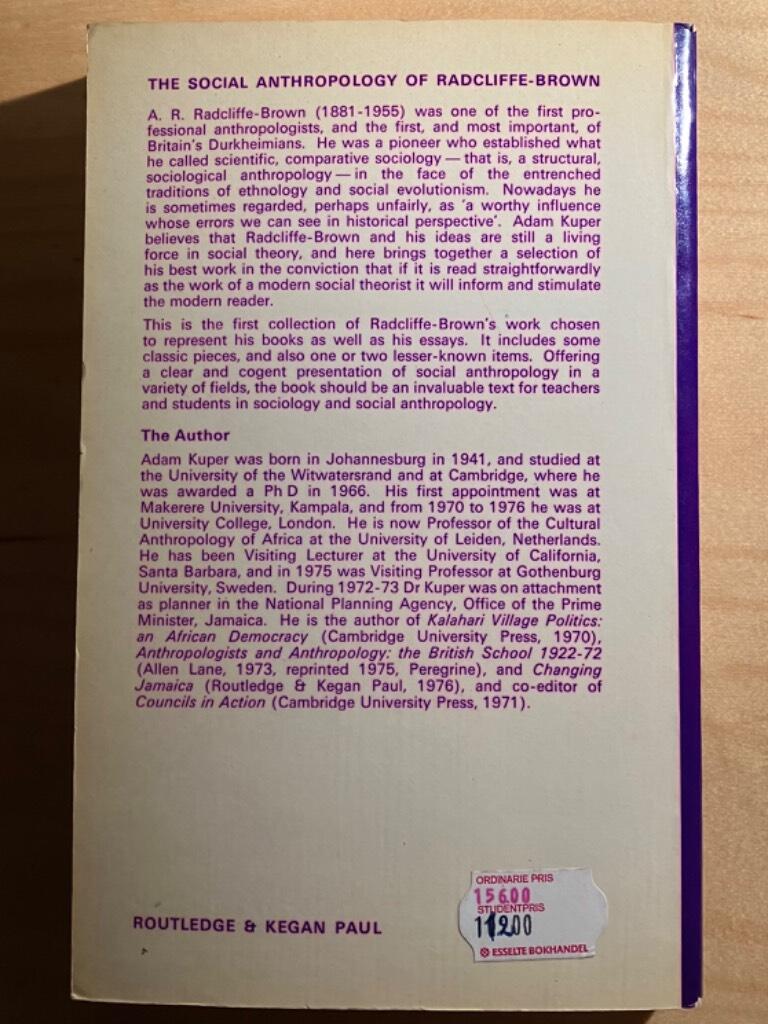 THE SOCIAL ANTHROPOLOGY OF RADCLIFFE-BROWN
A. R. Radcliffe-Brown (1881-1955) was one of the first pro-
fessional anthropologists, and the first, and most important, of
Britain's Durkheimians. He was a pioneer who established what
he called scientific, comparative sociology — that is, a structural,
sociological anthropology — in the face of the entrenched
traditions of ethnology and social evolutionism. Nowadays he
is sometimes regarded, perhaps unfairly, as 'a worthy influence
whose errors we can see in historical perspective'. Adam Kuper
believes that Radcliffe-Brown and his ideas are still a living
force in social theory, and here brings together a selection of
his best work in the conviction that if it is read straightforwardly
as the work of a modern social theorist it will inform and stimulate
the modern reader.
This is the first collection of Radcliffe-Brown's work chosen
to represent his books as well as his essays. It includes some
classic pieces, and also one or two lesser-known items. Offering
a clear and cogent presentation of social anthropology in a
variety of fields, the book should be an invaluable text for teachers
and students in sociology and social anthropology.
The Author
Adam Kuper was born in Johannesburg in 1941, and studied at
the University of the Witwatersrand and at Cambridge, where he
was awarded a Ph D in 1966. His first appointment was at
Makerere University, Kampala, and from 1970 to 1976 he was at
University College, London. He is now Professor of the Cultural
Anthropology of Africa at the University of Leiden, Netherlands.
He has been Visiting Lecturer at the University of California,
Santa Barbara, and in 1975 was Visiting Professor at Gothenburg
University, Sweden. During 1972-73 Dr Kuper was on attachment
as planner in the National Planning Agency, Office of the Prime
Minister, Jamaica. He is the author of Kalahari Village Politics:
an African Democracy (Cambridge University Press, 1970),
Anthropologists and Anthropology: the British School 1922-72
(Allen Lane, 1973, reprinted 1975, Peregrine), and Changing
Jamaica (Routledge & Kegan Paul, 1976), and co-editor of
Councils in Action (Cambridge University Press, 1971).
ROUTLEDGE & KEGAN PAUL
ORDINARIE PRIS
156.00
STUDENTPRIS
ESSELTE BOKHANDEL